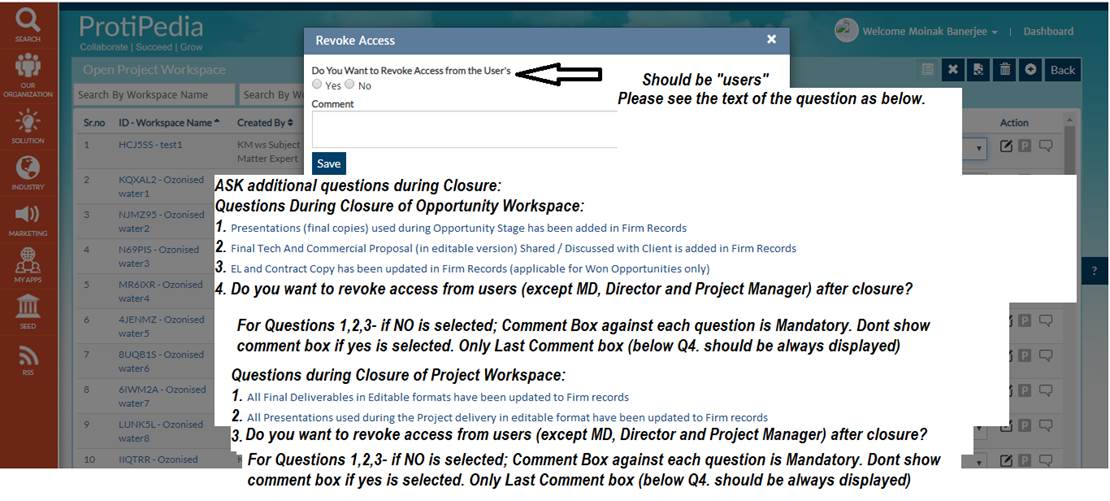 ProtiPedia
Collaborate | Succeed | Grow
Welcome Moinak Banerjee | Dashboard
SEARCH
OUR
ORGANIZATION
SOLUTION
INDUSTRY
MARKETING
MY APPS
SEED
RSS
Open Project Workspace
Back
Search By Workspace Name
Search By Wo
Revoke Access
×
Do You Want to Revoke Access from the User's
Yes No
Comment
Save
Should be "users"
Please see the text of the question as below.
Sr.no ID - Workspace Name Created By Action
1 HCJ5SS - test1 KM ws Subject
Matter Expert
2 KQXAL2 - Ozonised
water1
3 NJMZ95 - Ozonised
water2
4 N69PIS - Ozonised
water3
5 MR6IXR - Ozonised
water4
6 4JENMZ - Ozonised
water5
7 8UQB1S - Ozonised
water6
8 6IWM2A - Ozonised
water7
9 LUNK5L - Ozonised
water8
10 IIQTRR - Ozonised
?
ASK additional questions during Closure:
Questions During Closure of Opportunity Workspace:
1. Presentations (final copies) used during Opportunity Stage has been added in Firm Records
2. Final Tech And Commercial Proposal (in editable version) Shared / Discussed with Client is added in Firm Records
3. EL and Contract Copy has been updated in Firm Records (applicable for Won Opportunities only)
4. Do you want to revoke access from users (except MD, Director and Project Manager) after closure?
For Questions 1,2,3- if NO is selected; Comment Box against each question is Mandatory. Dont show
comment box if yes is selected. Only Last Comment box (below Q4. should be always displayed)
Questions during Closure of Project Workspace:
1. All Final Deliverables in Editable formats have been updated to Firm records
2. All Presentations used during the Project delivery in editable format have been updated to Firm records
3. Do you want to revoke access from users (except MD, Director and Project Manager) after closure?
For Questions 1,2,3- if NO is selected; Comment Box against each question is Mandatory. Dont show
comment box if yes is selected. Only Last Comment box (below Q4. should be always displayed)